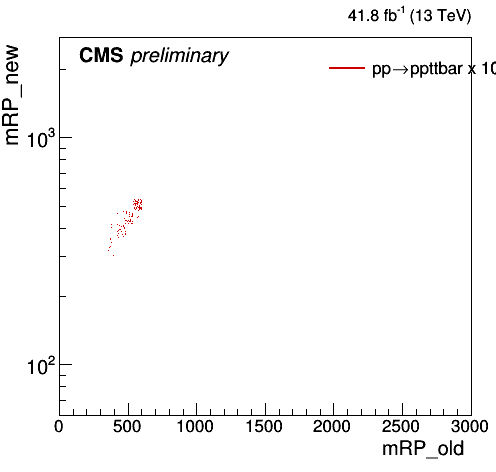 41.8 fb⁻¹ (13 TeV)
CMS preliminary
pp→ppttbar x 10
mRP_new
10³
10²
0 500 1000 1500 2000 2500 3000
mRP_old